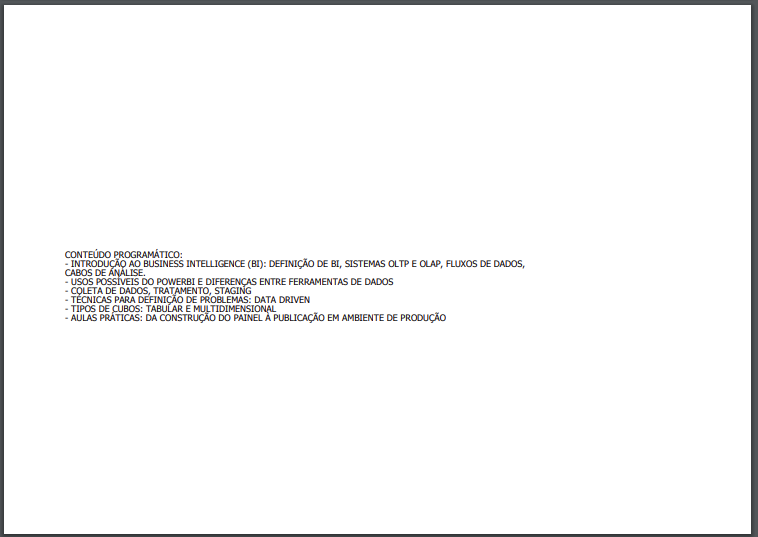 CONTEÚDO PROGRAMÁTICO:
- INTRODUÇÃO AO BUSINESS INTELLIGENCE (BI): DEFINIÇÃO DE BI, SISTEMAS OLTP E OLAP, FLUXOS DE DADOS,
CABOS DE ANÁLISE.
- USOS POSSÍVEIS DO POWERBI E DIFERENÇAS ENTRE FERRAMENTAS DE DADOS
- COLETA DE DADOS, TRATAMENTO, STAGING
- TÉCNICAS PARA DEFINIÇÃO DE PROBLEMAS: DATA DRIVEN
- TIPOS DE CUBOS: TABULAR E MULTIDIMENSIONAL
- AULAS PRÁTICAS: DA CONSTRUÇÃO DO PAINEL À PUBLICAÇÃO EM AMBIENTE DE PRODUÇÃO